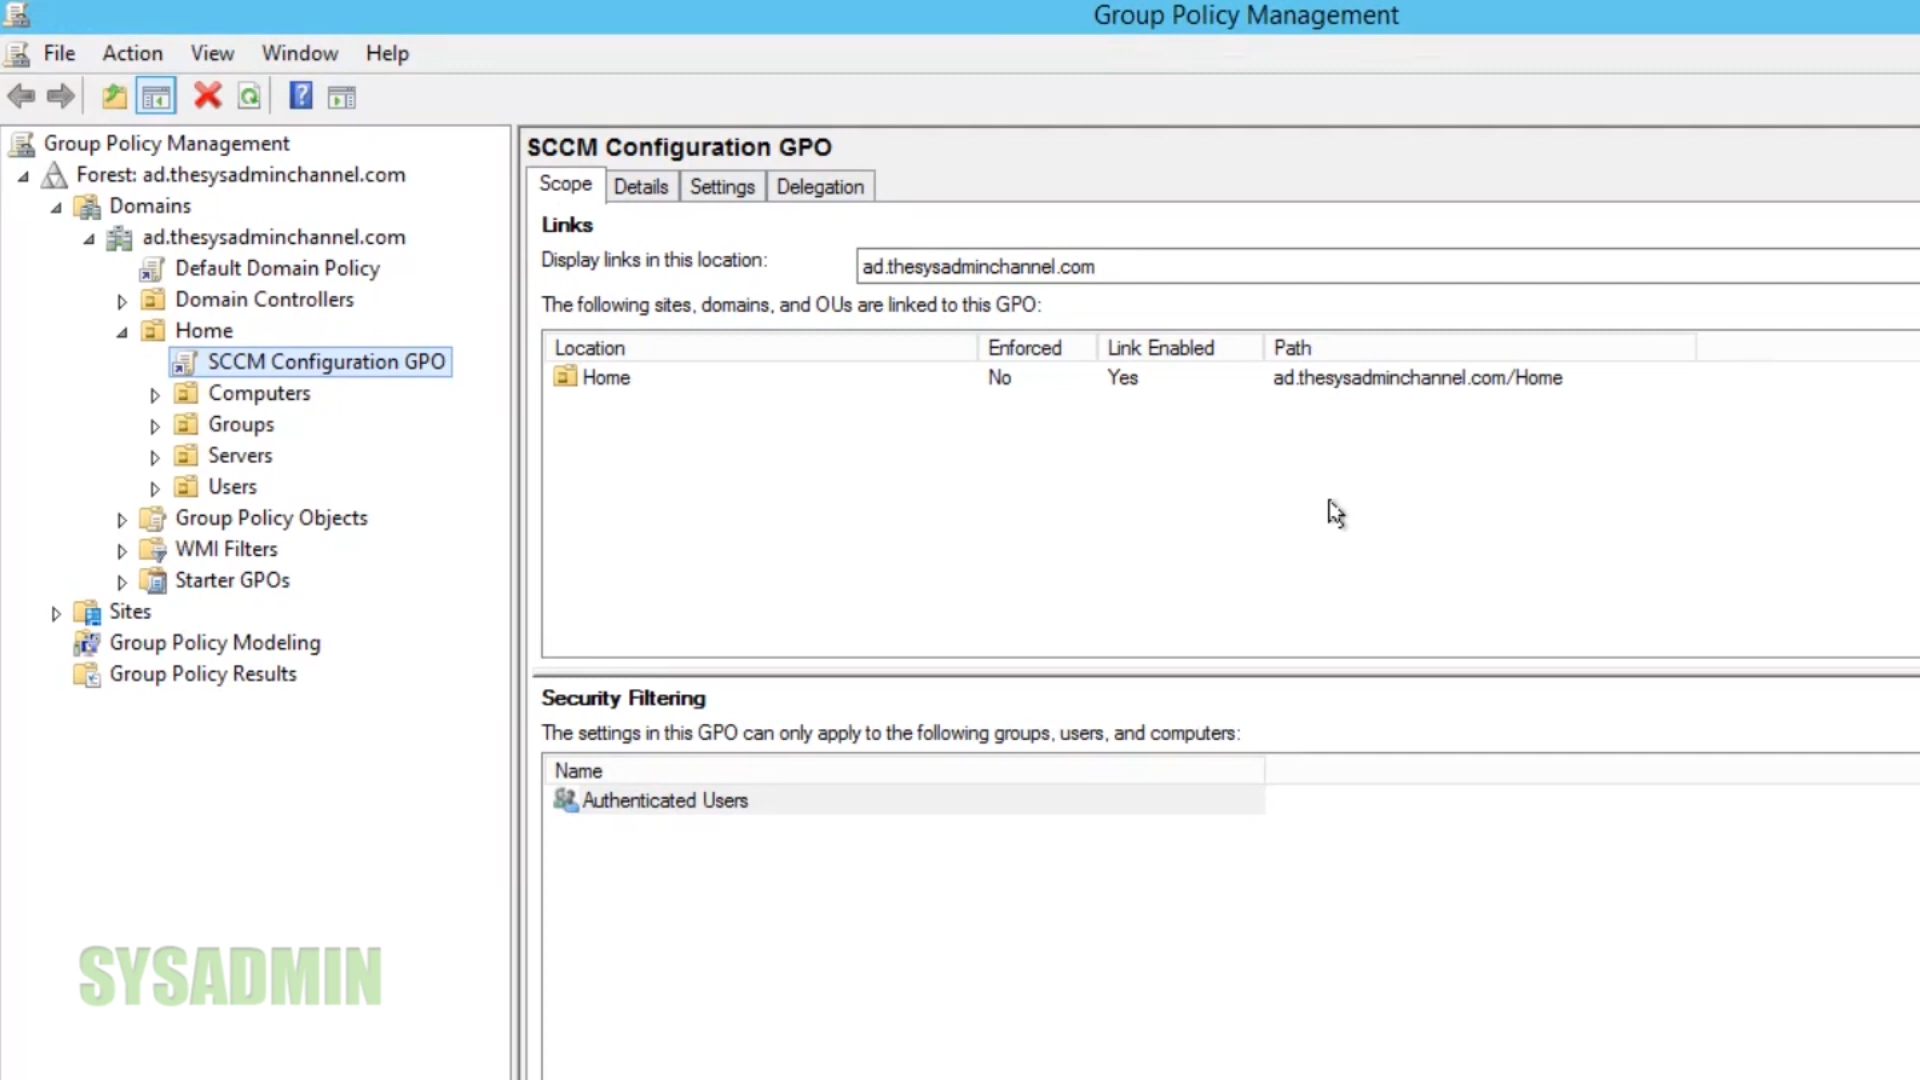 Group Policy Management
File Action View Window Help
Group Policy Management
Forest: ad.thesysadminchannel.com
Domains
ad.thesysadminchannel.com
Default Domain Policy
Domain Controllers
Home
SCCM Configuration GPO
Computers
Groups
Servers
Users
Group Policy Objects
WMI Filters
Starter GPOs
Sites
Group Policy Modeling
Group Policy Results
SYSADMIN
SCCM Configuration GPO
Scope Details Settings Delegation
Links
Display links in this location: ad.thesysadminchannel.com
The following sites, domains, and OUs are linked to this GPO:
Location Enforced Link Enabled Path
Home No Yes ad.thesysadminchannel.com/Home
Security Filtering
The settings in this GPO can only apply to the following groups, users, and computers:
Name
Authenticated Users